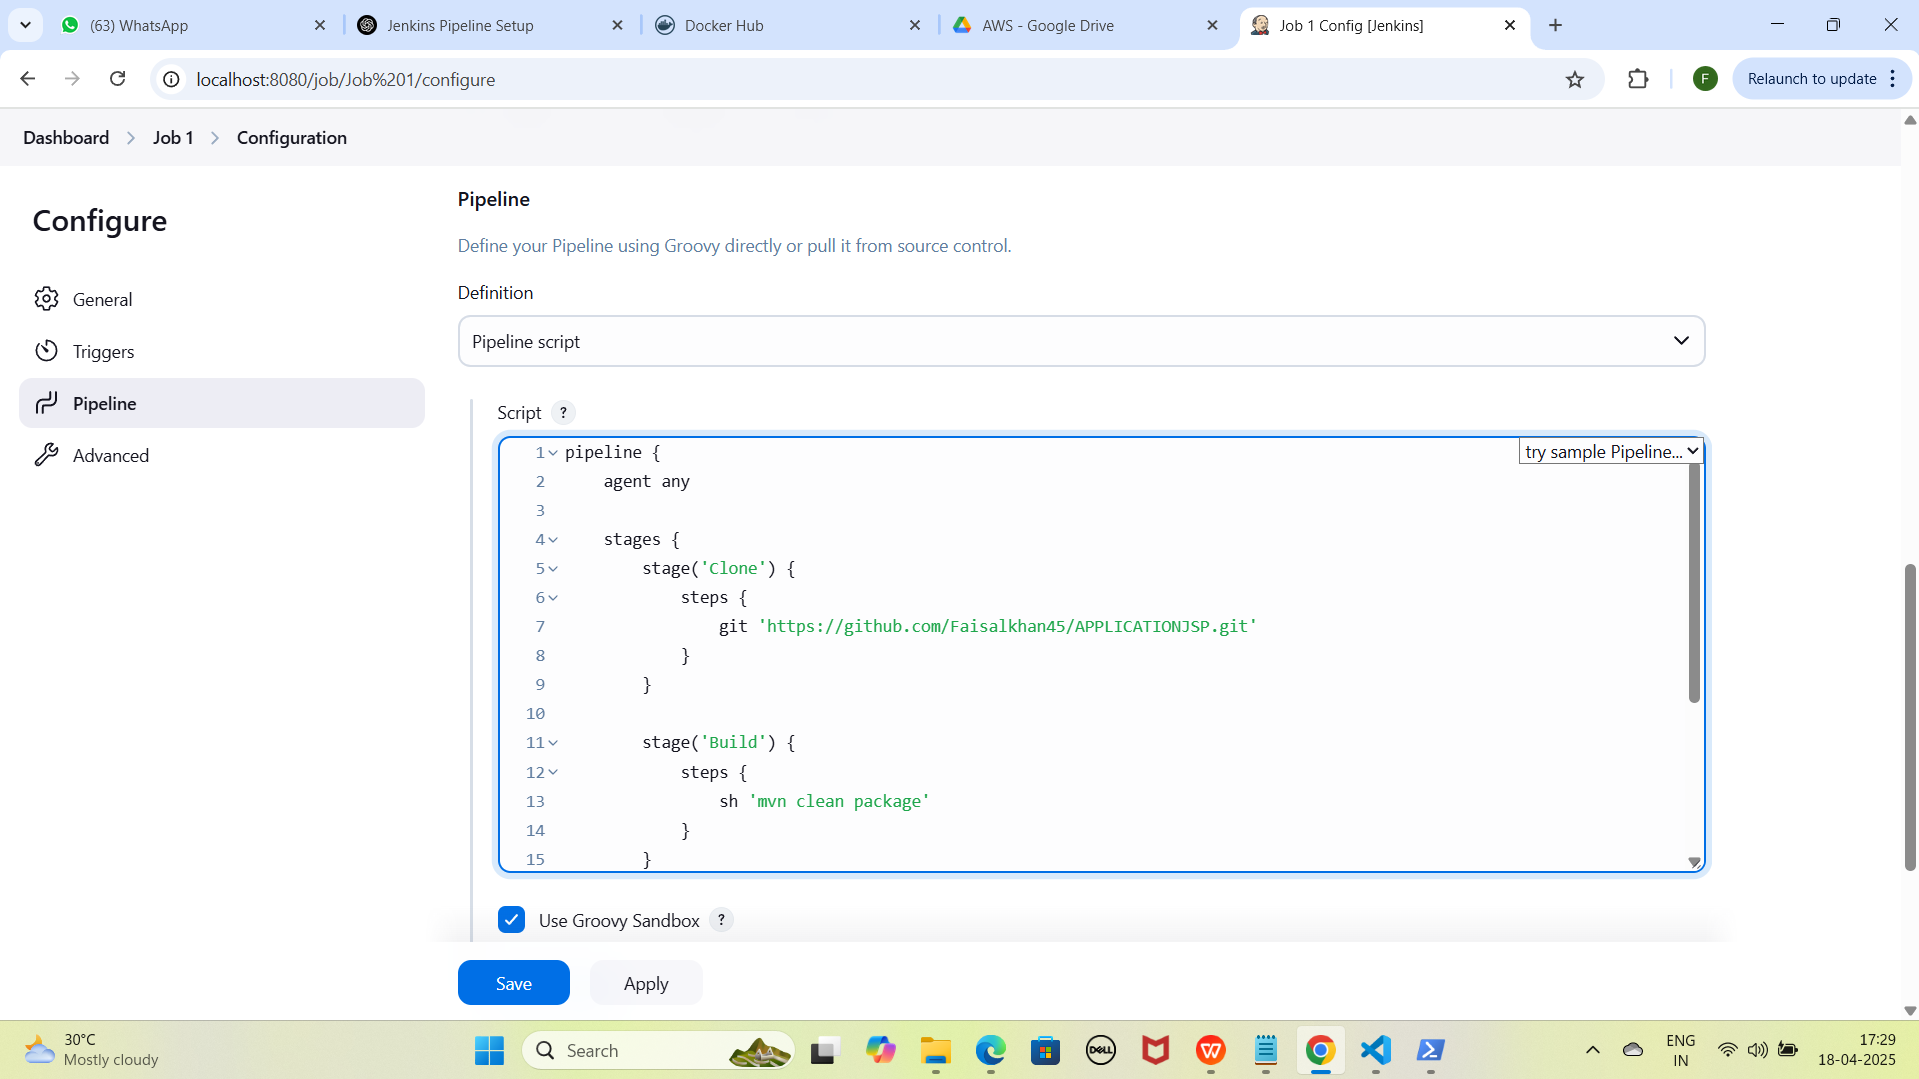 (63) WhatsApp
Jenkins Pipeline Setup
Docker Hub
AWS - Google Drive
Job 1 Config [Jenkins]
localhost:8080/job/Job%201/configure
F
Relaunch to update
Dashboard
Job 1
Configuration
Configure
General
Triggers
Pipeline
Advanced
Pipeline
Define your Pipeline using Groovy directly or pull it from source control.
Definition
Pipeline script
Script ?
try sample Pipeline...
1 pipeline {
2     agent any
3
4     stages {
5         stage('Clone') {
6             steps {
7                 git 'https://github.com/Faisalkhan45/APPLICATIONJSP.git'
8             }
9         }
10
11         stage('Build') {
12             steps {
13                 sh 'mvn clean package'
14             }
15         }
Use Groovy Sandbox ?
Save
Apply
30°C
Mostly cloudy
Search
DELL
W
ENG
IN
17:29
18-04-2025